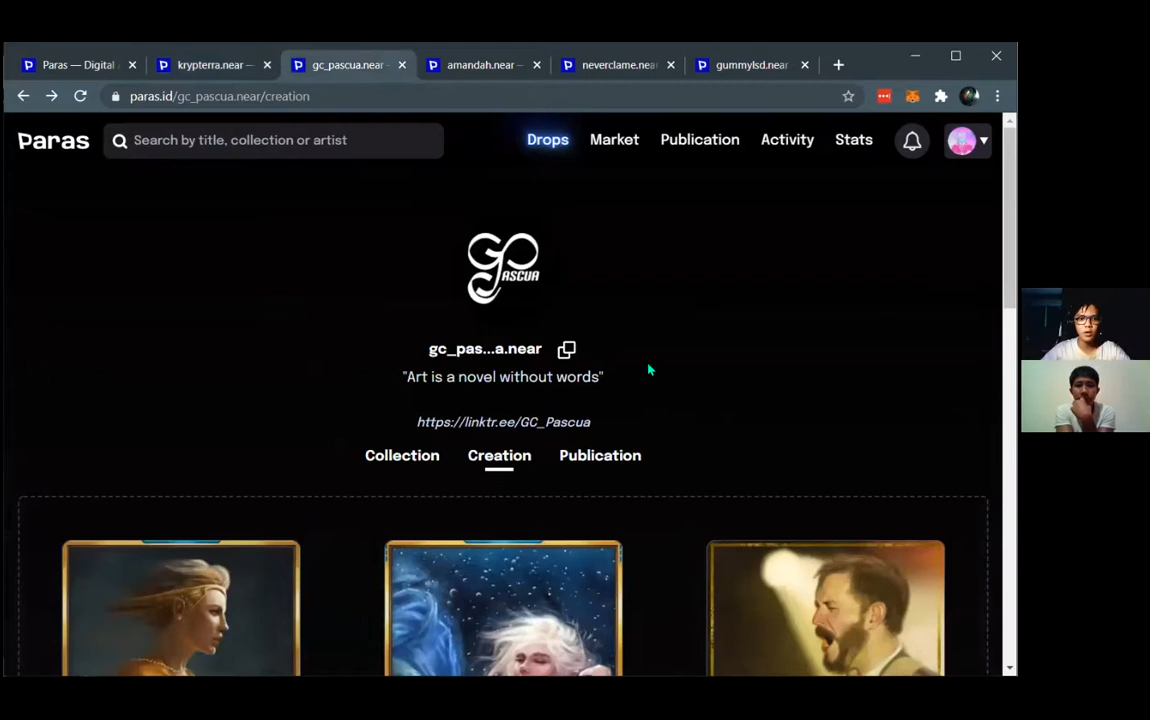 Paras — Digital
krypterra.near —
gc_pascua.near —
amandah.near —
neverclame.near
gummylsd.near
paras.id/gc_pascua.near/creation
Paras
Search by title, collection or artist
Drops
Market
Publication
Activity
Stats
GC
PASCUA
gc_pas...a.near
"Art is a novel without words"
https://linktr.ee/GC_Pascua
Collection
Creation
Publication